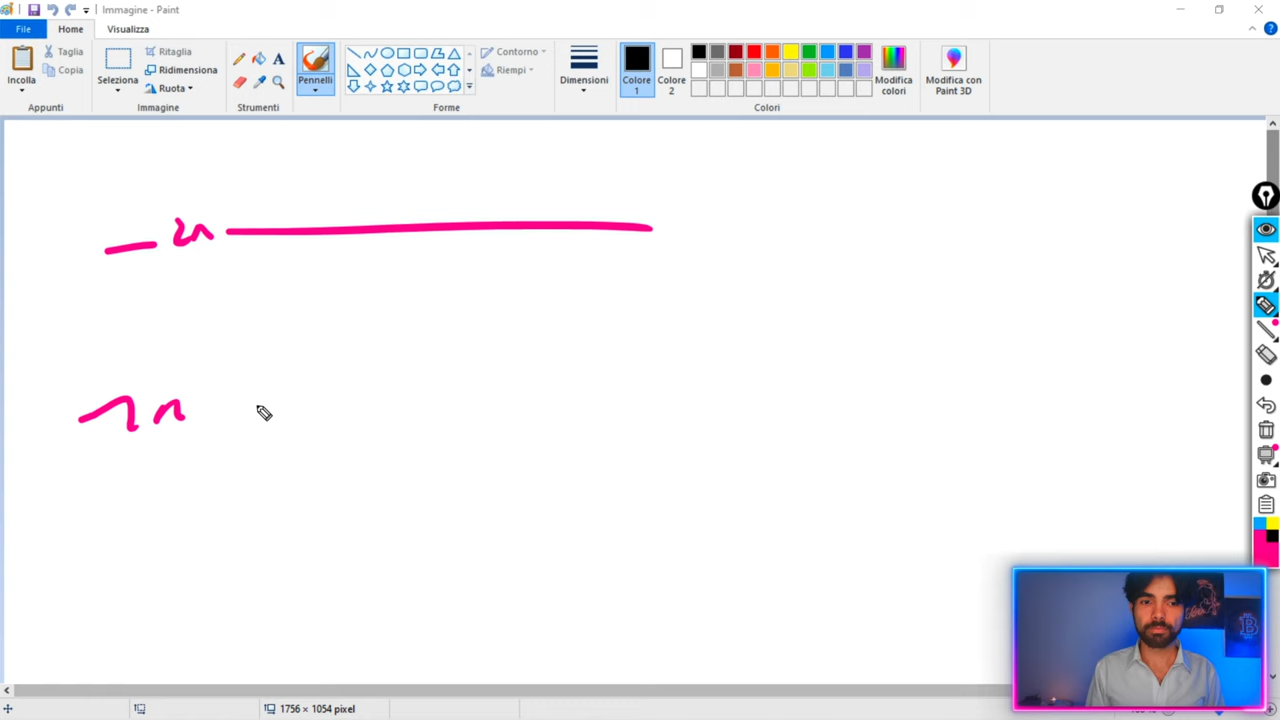 Immagine - Paint
File Home Visualizza
Incolla Taglia Copia Seleziona Ritaglia Ridimensiona Ruota A Pennelli Contorno Riempi Dimensioni Colore 1 Colore 2 Modifica colori Modifica con Paint 3D
Appunti Immagine Strumenti Forme Colori
1756 × 1054 pixel